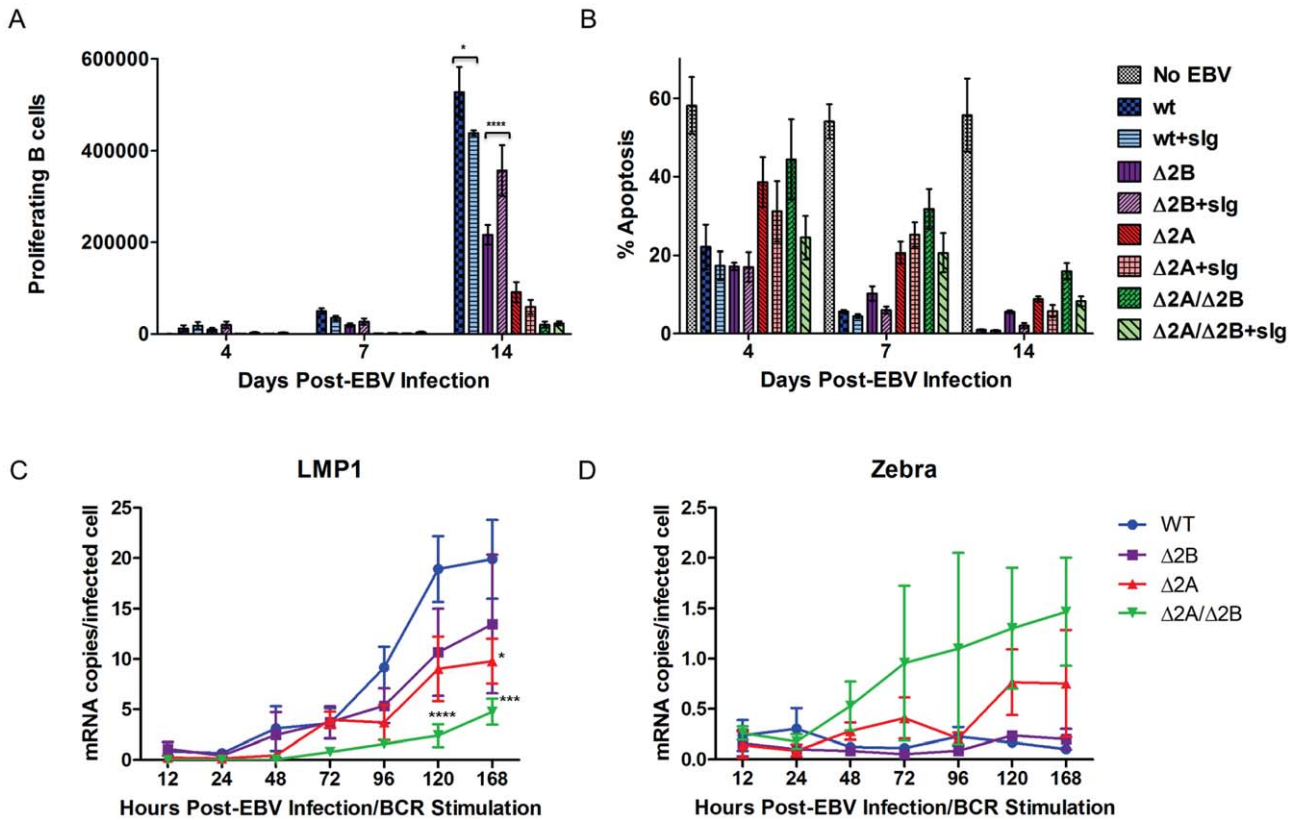 A
Proliferating B cells
600000
400000
200000
0
*
****
4
7
14
Days Post-EBV Infection
B
% Apoptosis
60
40
20
0
4
7
14
Days Post-EBV Infection
No EBV
wt
wt+sIg
Δ2B
Δ2B+sIg
Δ2A
Δ2A+sIg
Δ2A/Δ2B
Δ2A/Δ2B+sIg
C
LMP1
mRNA copies/infected cell
25
20
15
10
5
0
*
***
****
12
24
48
72
96
120
168
Hours Post-EBV Infection/BCR Stimulation
D
Zebra
mRNA copies/infected cell
2.5
2.0
1.5
1.0
0.5
0.0
12
24
48
72
96
120
168
Hours Post-EBV Infection/BCR Stimulation
WT
Δ2B
Δ2A
Δ2A/Δ2B